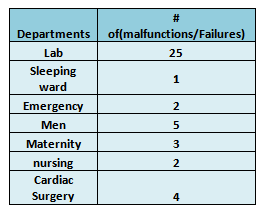 Departments
#
of(malfunctions/Failures)
Lab 25
Sleeping
ward 1
Emergency 2
Men 5
Maternity 3
nursing 2
Cardiac
Surgery 4